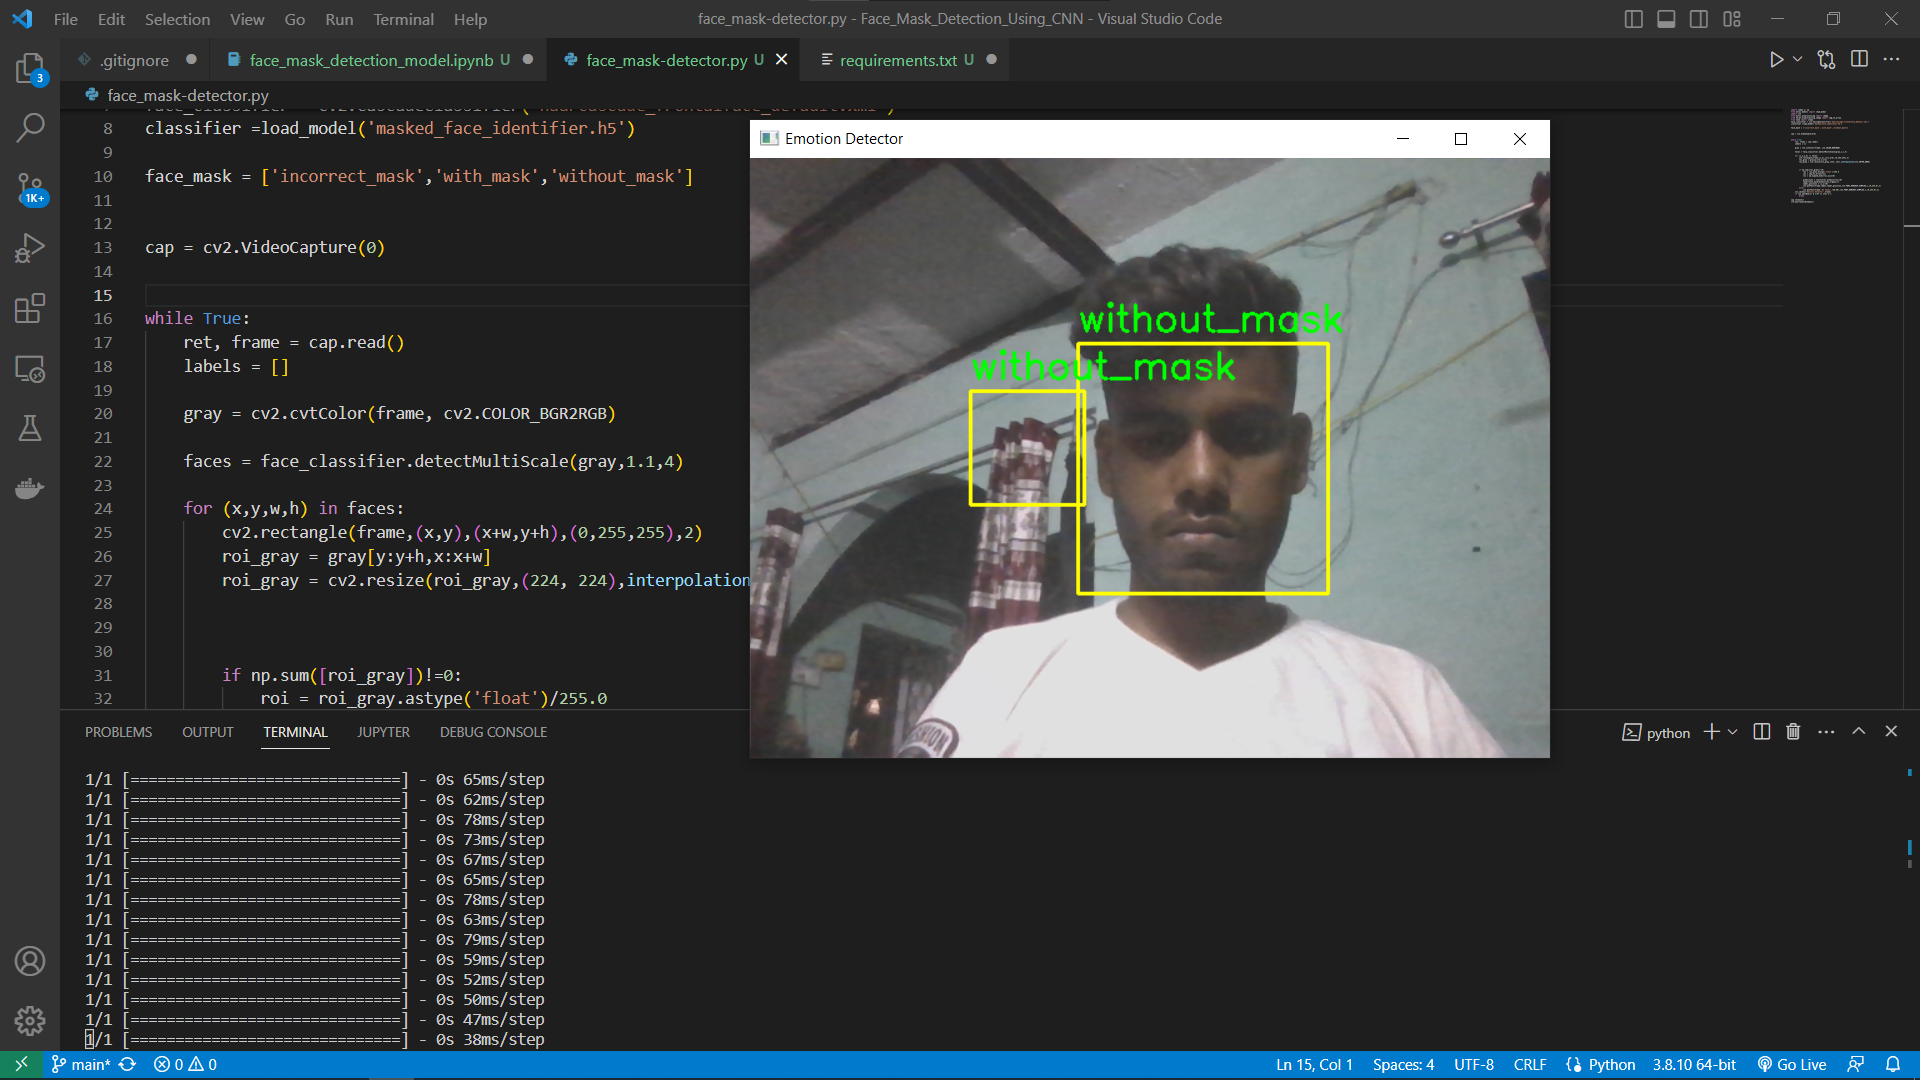 File Edit Selection View Go Run Terminal Help
face_mask-detector.py - Face_Mask_Detection_Using_CNN - Visual Studio Code
.gitignore
face_mask_detection_model.ipynb U
face_mask-detector.py U
requirements.txt U
face_mask-detector.py
3
1K+
8 classifier =load_model('masked_face_identifier.h5')
9
10 face_mask = ['incorrect_mask','with_mask','without_mask']
11
12
13 cap = cv2.VideoCapture(0)
14
15
16 while True:
17 ret, frame = cap.read()
18 labels = []
19
20 gray = cv2.cvtColor(frame, cv2.COLOR_BGR2RGB)
21
22 faces = face_classifier.detectMultiScale(gray,1.1,4)
23
24 for (x,y,w,h) in faces:
25 cv2.rectangle(frame,(x,y),(x+w,y+h),(0,255,255),2)
26 roi_gray = gray[y:y+h,x:x+w]
27 roi_gray = cv2.resize(roi_gray,(224, 224),interpolation
28
29
30
31 if np.sum([roi_gray])!=0:
32 roi = roi_gray.astype('float')/255.0
Emotion Detector
without_mask
without_mask
PROBLEMS OUTPUT TERMINAL JUPYTER DEBUG CONSOLE
python
1/1 [==============================] - 0s 65ms/step
1/1 [==============================] - 0s 62ms/step
1/1 [==============================] - 0s 78ms/step
1/1 [==============================] - 0s 73ms/step
1/1 [==============================] - 0s 67ms/step
1/1 [==============================] - 0s 65ms/step
1/1 [==============================] - 0s 78ms/step
1/1 [==============================] - 0s 63ms/step
1/1 [==============================] - 0s 79ms/step
1/1 [==============================] - 0s 59ms/step
1/1 [==============================] - 0s 52ms/step
1/1 [==============================] - 0s 50ms/step
1/1 [==============================] - 0s 47ms/step
1/1 [==============================] - 0s 38ms/step
main* 0 0
Ln 15, Col 1 Spaces: 4 UTF-8 CRLF Python 3.8.10 64-bit Go Live